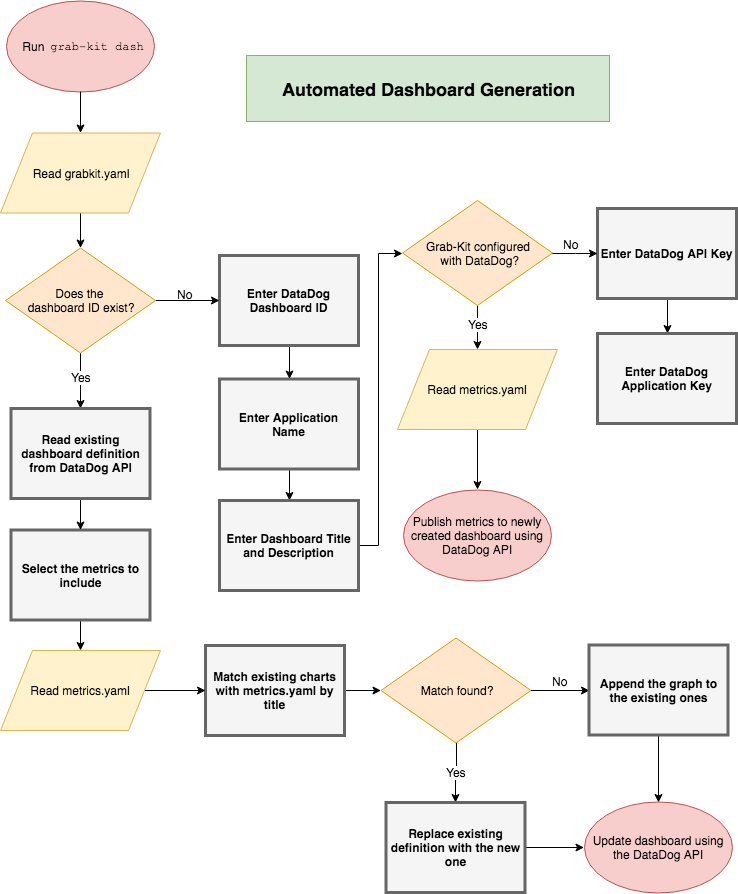 Run grab-kit dash
Automated Dashboard Generation
Read grabkit.yaml
Does the
dashboard ID exist?
No
Yes
Enter DataDog
Dashboard ID
Enter Application
Name
Enter Dashboard Title
and Description
Grab-Kit configured
with DataDog?
No
Enter DataDog API Key
Enter DataDog
Application Key
Yes
Read metrics.yaml
Publish metrics to newly
created dashboard using
DataDog API
Read existing
dashboard definition
from DataDog API
Select the metrics to
include
Read metrics.yaml
Match existing charts
with metrics.yaml by
title
Match found?
No
Append the graph to
the existing ones
Yes
Replace existing
definition with the new
one
Update dashboard using
the DataDog API